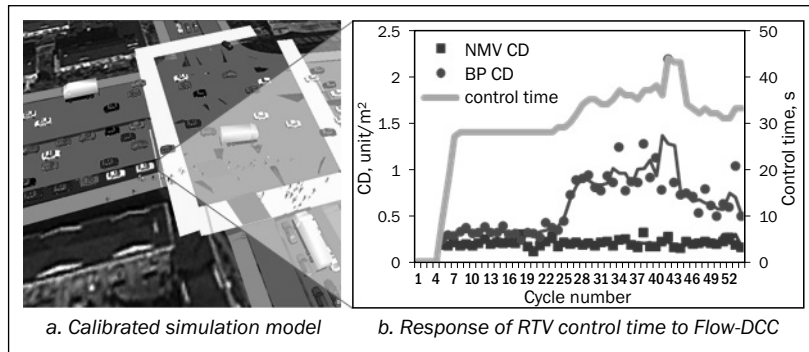 2.5
2
1.5
1
0.5
0
CD, unit/m²
NMV CD
BP CD
control time
50
40
30
20
10
0
Control time, s
1 4 7 10 13 16 19 22 25 28 31 34 37 40 43 46 49 52
Cycle number
a. Calibrated simulation model
b. Response of RTV control time to Flow-DCC